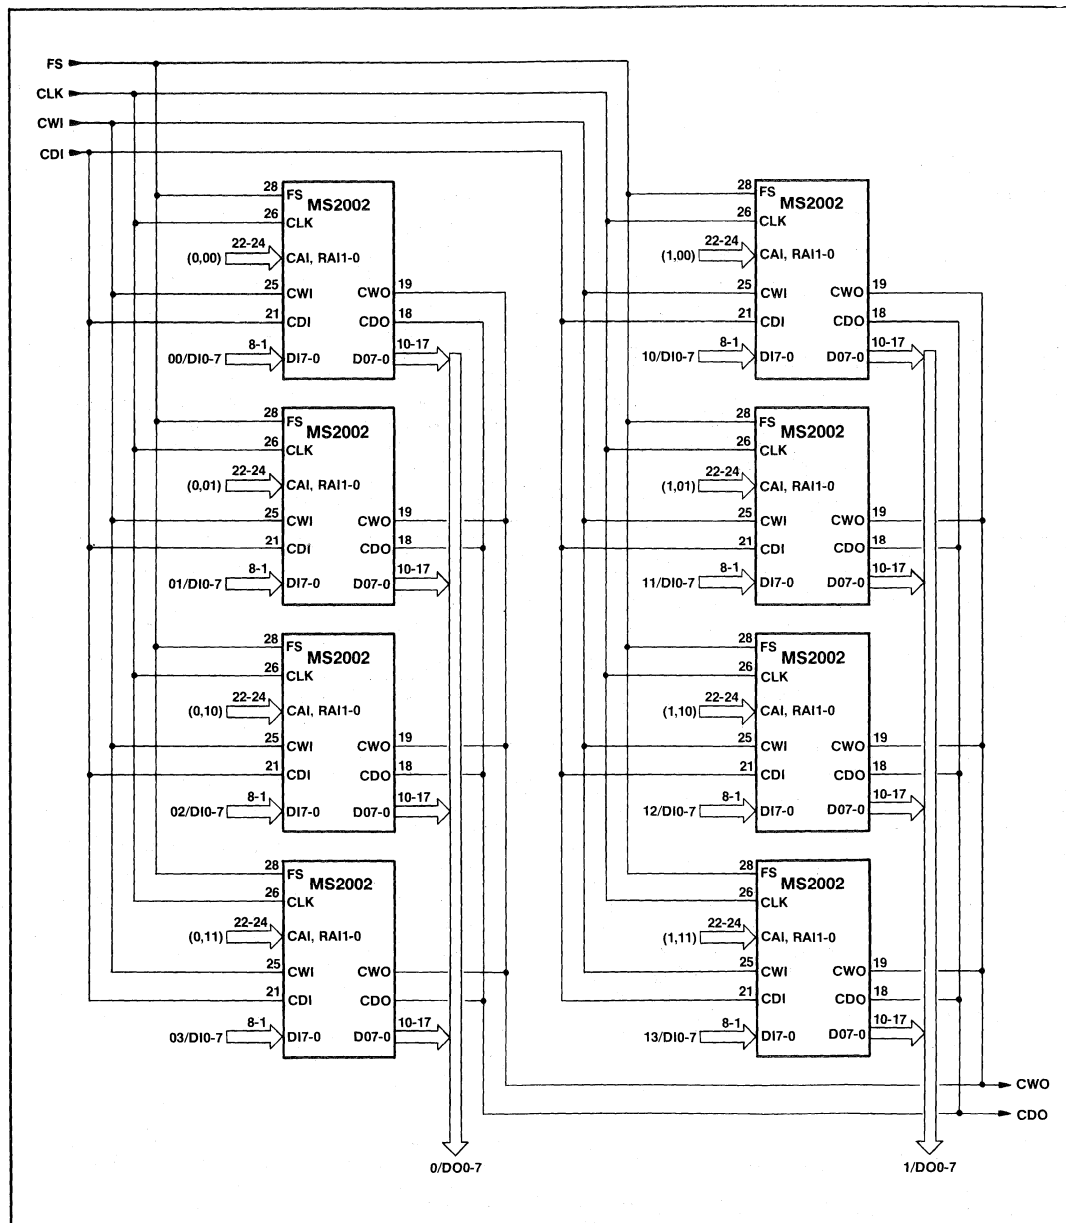 FS
CLK
CWI
CDI
MS2002
28 FS
26 CLK
(0,00) 22-24 CAI, RAI1-0
25 CWI CWO 19
21 CDI CDO 18
00/DI0-7 8-1 DI7-0 D07-0 10-17
MS2002
28 FS
26 CLK
(1,00) 22-24 CAI, RAI1-0
25 CWI CWO 19
21 CDI CDO 18
10/DI0-7 8-1 DI7-0 D07-0 10-17
MS2002
28 FS
26 CLK
(0,01) 22-24 CAI, RAI1-0
25 CWI CWO 19
21 CDI CDO 18
01/DI0-7 8-1 DI7-0 D07-0 10-17
MS2002
28 FS
26 CLK
(1,01) 22-24 CAI, RAI1-0
25 CWI CWO 19
21 CDI CDO 18
11/DI0-7 8-1 DI7-0 D07-0 10-17
MS2002
28 FS
26 CLK
(0,10) 22-24 CAI, RAI1-0
25 CWI CWO 19
21 CDI CDO 18
02/DI0-7 8-1 DI7-0 D07-0 10-17
MS2002
28 FS
26 CLK
(1,10) 22-24 CAI, RAI1-0
25 CWI CWO 19
21 CDI CDO 18
12/DI0-7 8-1 DI7-0 D07-0 10-17
MS2002
28 FS
26 CLK
(0,11) 22-24 CAI, RAI1-0
25 CWI CWO
21 CDI CDO
03/DI0-7 8-1 DI7-0 D07-0 10-17
MS2002
28 FS
26 CLK
(1,11) 22-24 CAI, RAI1-0
25 CWI CWO 19
21 CDI CDO 18
13/DI0-7 8-1 DI7-0 D07-0 10-17
CWO
CDO
0/DO0-7
1/DO0-7